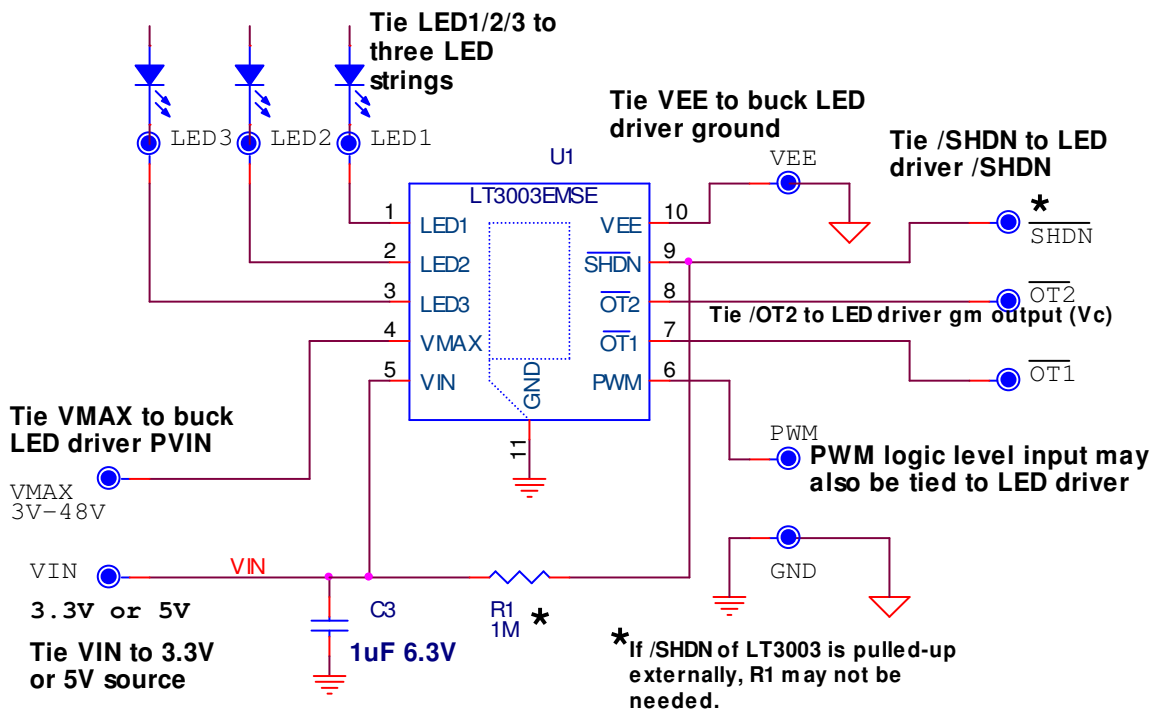 Tie LED1/2/3 to
three LED
strings
LED3
LED2
LED1
Tie VEE to buck LED
driver ground
VEE
Tie /SHDN to LED
driver /SHDN
*
SHDN
U1
LT3003EMSE
1
LED1
2
LED2
3
LED3
4
VMAX
5
VIN
VEE
10
SHDN
9
OT2
8
OT1
7
PWM
6
GND
11
OT2
Tie /OT2 to LED driver gm output (Vc)
OT1
Tie VMAX to buck
LED driver PVIN
VMAX
3V-48V
PWM
PWM logic level input may
also be tied to LED driver
GND
VIN
VIN
3.3V or 5V
Tie VIN to 3.3V
or 5V source
C3
1uF 6.3V
R1
1M
*
*If /SHDN of LT3003 is pulled-up
externally, R1 may not be
needed.